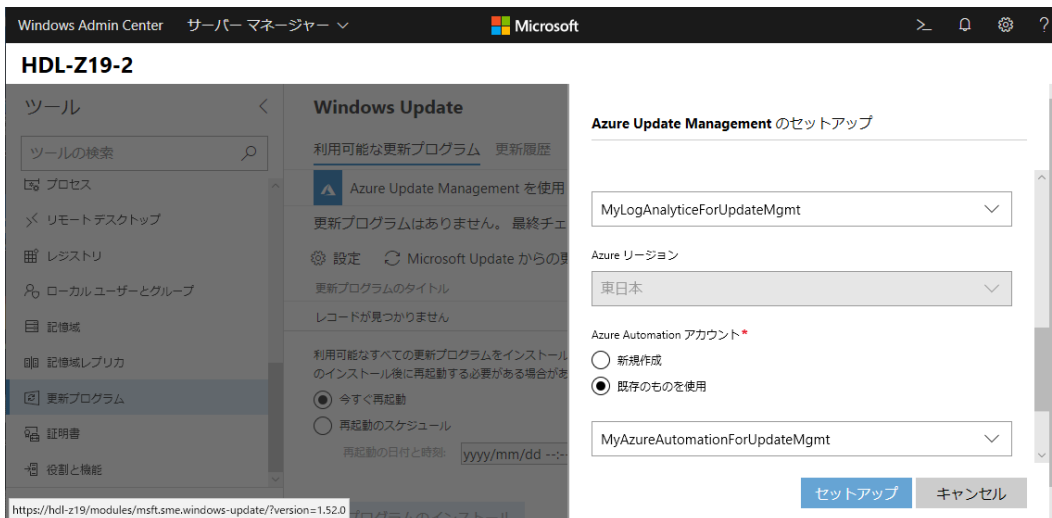 Windows Admin Center サーバー マネージャー Microsoft
HDL-Z19-2
ツール
ツールの検索
プロセス
リモート デスクトップ
レジストリ
ローカル ユーザーとグループ
記憶域
記憶域レプリカ
更新プログラム
証明書
役割と機能
https://hdl-z19/modules/msft.sme.windows-update/?version=1.52.0
Windows Update
利用可能な更新プログラム 更新履歴
Azure Update Management を使用
更新プログラムはありません。 最終チェ
設定 Microsoft Update からの更
更新プログラムのタイトル
レコードが見つかりません
利用可能なすべての更新プログラムをインストール
のインストール後に再起動する必要がある場合があ
今すぐ再起動
再起動のスケジュール
再起動の日付と時刻: yyyy/mm/dd --:--
プログラムのインストール
Azure Update Management のセットアップ
MyLogAnalyticeForUpdateMgmt
Azure リージョン
東日本
Azure Automation アカウント*
新規作成
既存のものを使用
MyAzureAutomationForUpdateMgmt
セットアップ キャンセル